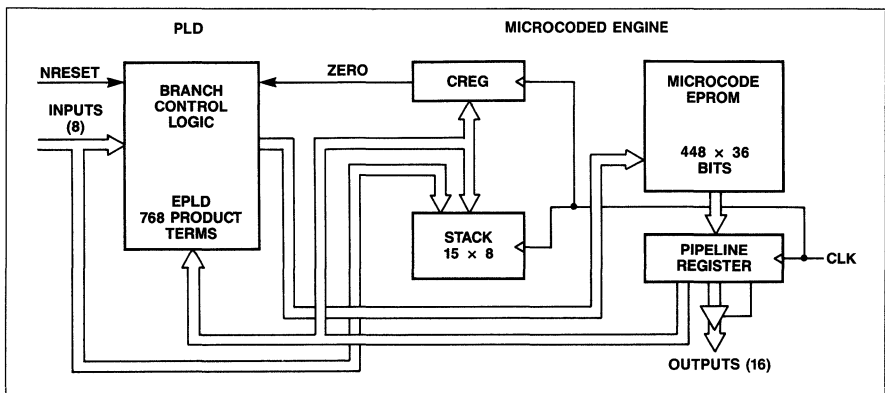 PLD
MICROCODED ENGINE
NRESET
INPUTS
(8)
BRANCH
CONTROL
LOGIC
EPLD
768 PRODUCT
TERMS
ZERO
CREG
STACK
15 × 8
MICROCODE
EPROM
448 × 36
BITS
PIPELINE
REGISTER
CLK
OUTPUTS (16)